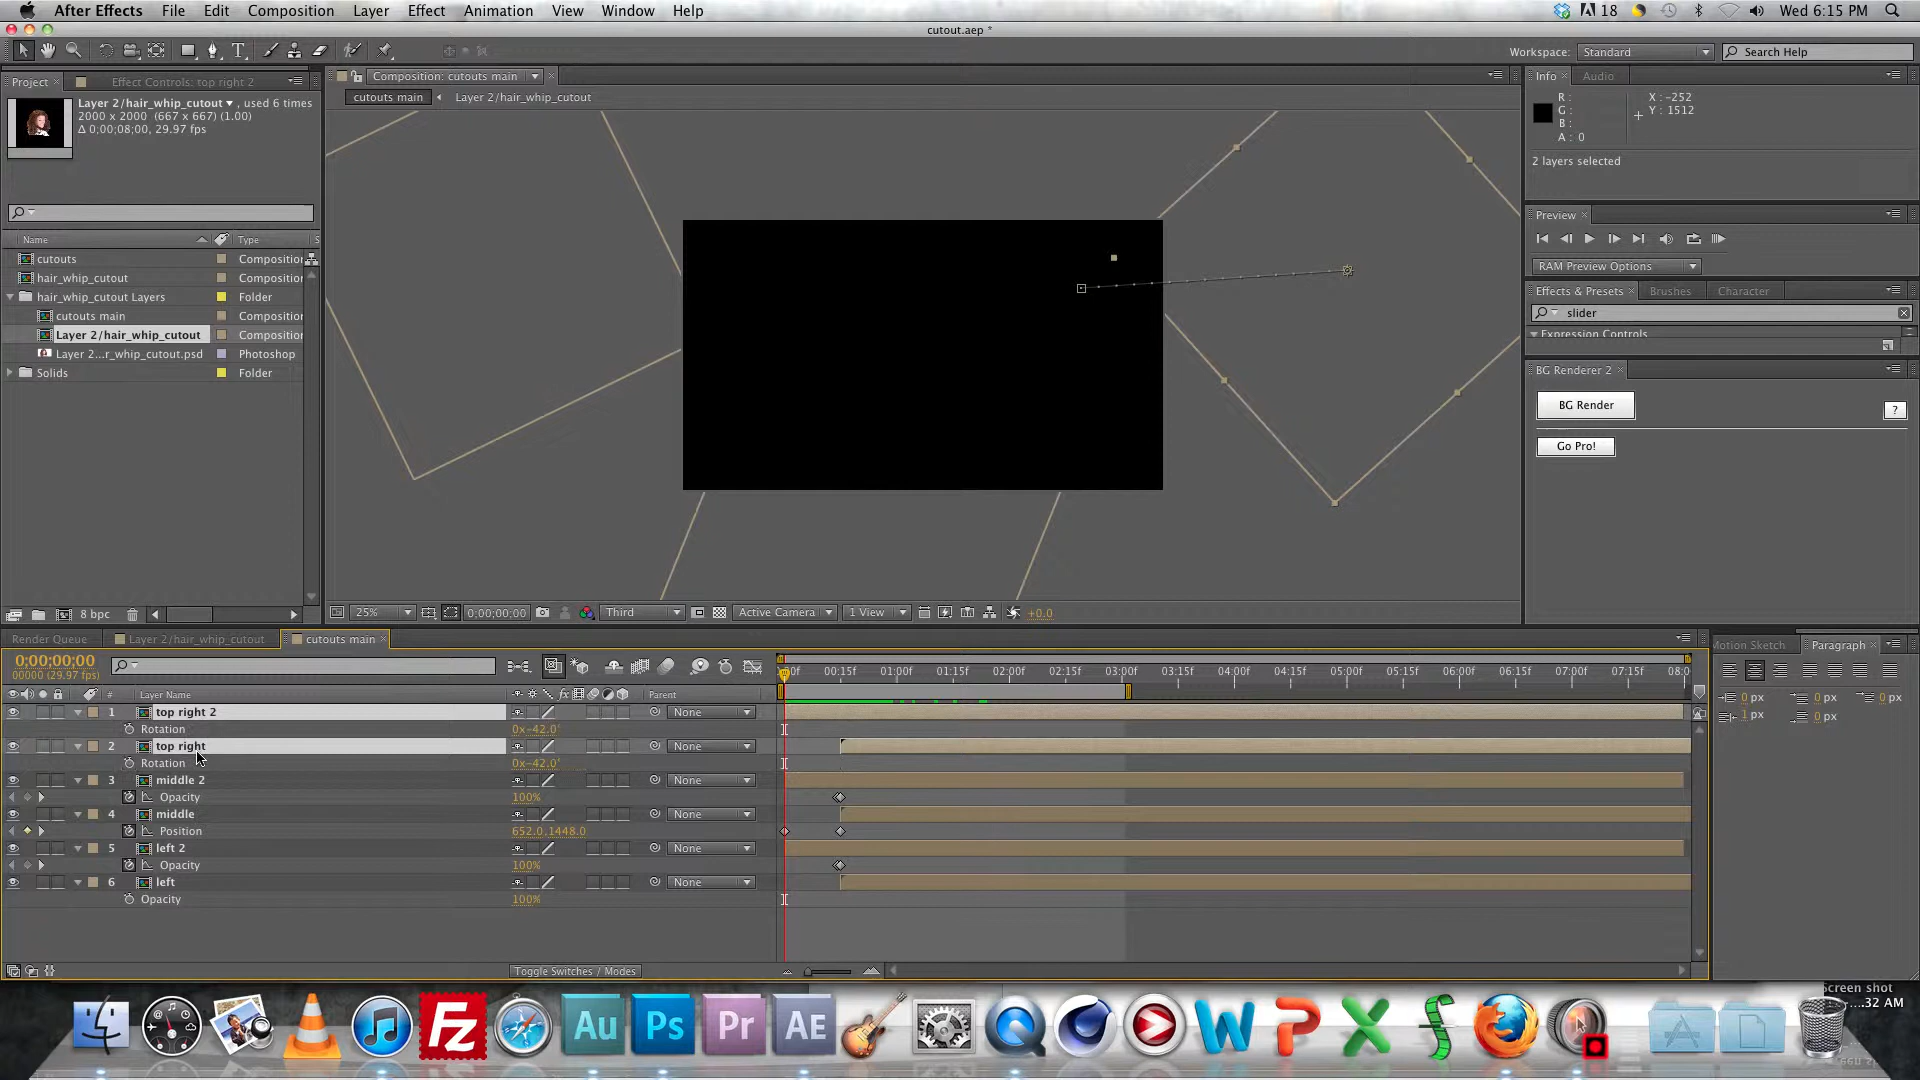 After Effects File Edit Composition Layer Effect Animation View Window Help
18 Wed 6:15 PM
cutout.aep *
Workspace: Standard Search Help
Project Effect Controls: top right 2
Layer 2/hair_whip_cutout , used 6 times
2000 x 2000 (667 x 667) (1.00)
Δ 0;00;08;00, 29.97 fps
Name Type S
cutouts Compositio
hair_whip_cutout Compositio
hair_whip_cutout Layers Folder
cutouts main Compositio
Layer 2/hair_whip_cutout Compositio
Layer 2...r_whip_cutout.psd Photoshop
Solids Folder
8 bpc
Composition: cutouts main
cutouts main Layer 2/hair_whip_cutout
25% 0;00;00;00 Third Active Camera 1 View +0.0
Info Audio
R :
G :
B :
A : 0
X : -252
Y : 1512
2 layers selected
Preview
RAM Preview Options
Effects & Presets Brushes Character
slider
Expression Controls
BG Renderer 2
BG Render ?
Go Pro!
Render Queue Layer 2/hair_whip_cutout cutouts main
0;00;00;00
00000 (29.97 fps)
# Layer Name fx Parent
:00f 00:15f 01:00f 01:15f 02:00f 02:15f 03:00f 03:15f 04:00f 04:15f 05:00f 05:15f 06:00f 06:15f 07:00f 07:15f 08:0
1 top right 2 None
Rotation 0x-42.0°
2 top right None
Rotation 0x-42.0°
3 middle 2 None
Opacity 100%
4 middle None
Position 652.0,1448.0
5 left 2 None
Opacity 100%
6 left None
Opacity 100%
Toggle Switches / Modes
Motion Sketch Paragraph
0 px 0 px 0 px
1 px 0 px
Screen shot
....32 AM
Fz Au Ps Pr AE